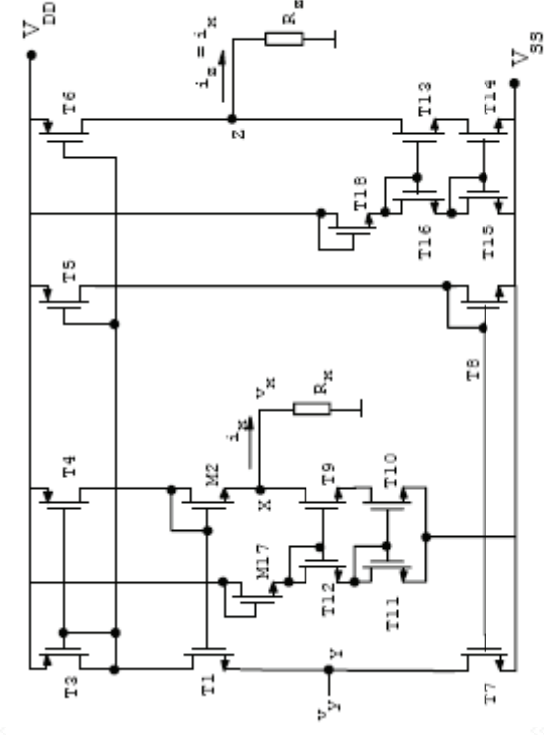 V_DD
T3
T4
T5
T6
T1
M2
i_z = i_x
i_x
Z
M17
X
v_x
R_z
v_y
Y
T12
T9
R_x
T18
T11
T10
T16
T13
T8
T7
T15
T14
V_SS